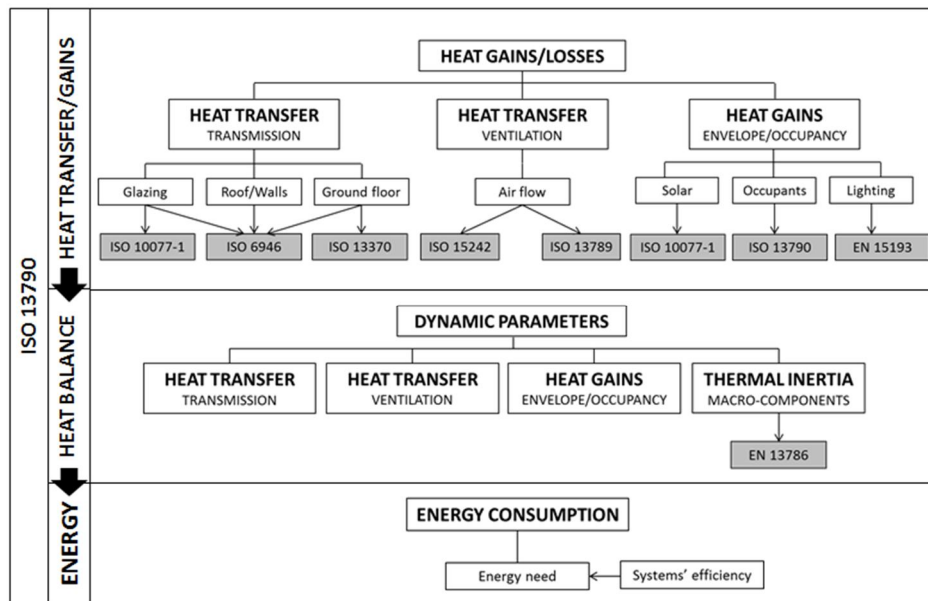 ISO 13790
HEAT TRANSFER/GAINS
HEAT GAINS/LOSSES
HEAT TRANSFER
TRANSMISSION
HEAT TRANSFER
VENTILATION
HEAT GAINS
ENVELOPE/OCCUPANCY
Glazing
Roof/Walls
Ground floor
Air flow
Solar
Occupants
Lighting
ISO 10077-1
ISO 6946
ISO 13370
ISO 15242
ISO 13789
ISO 10077-1
ISO 13790
EN 15193
HEAT BALANCE
DYNAMIC PARAMETERS
HEAT TRANSFER
TRANSMISSION
HEAT TRANSFER
VENTILATION
HEAT GAINS
ENVELOPE/OCCUPANCY
THERMAL INERTIA
MACRO-COMPONENTS
EN 13786
ENERGY
ENERGY CONSUMPTION
Energy need
Systems' efficiency